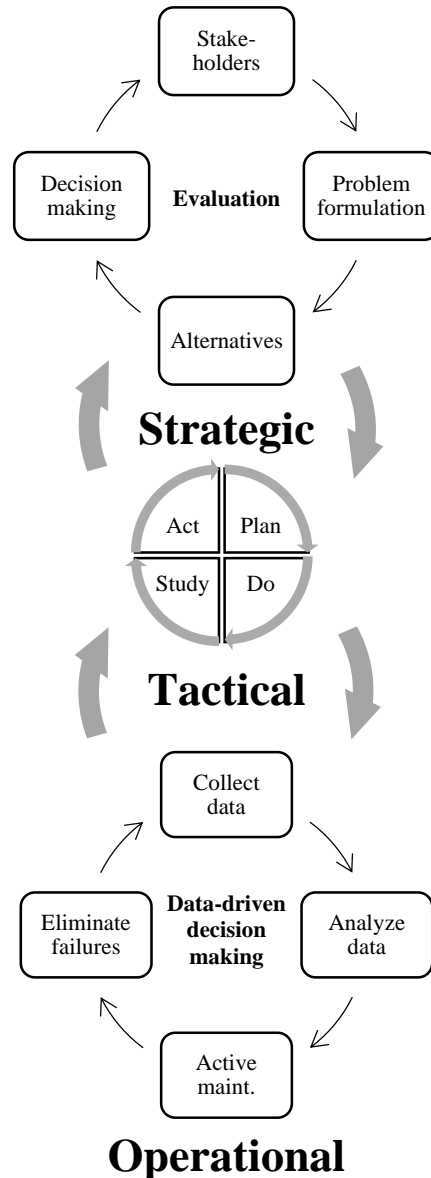 Stake-
holders
Decision
making
Evaluation
Problem
formulation
Alternatives
Strategic
Act
Plan
Study
Do
Tactical
Collect
data
Eliminate
failures
Data-driven
decision
making
Analyze
data
Active
maint.
Operational